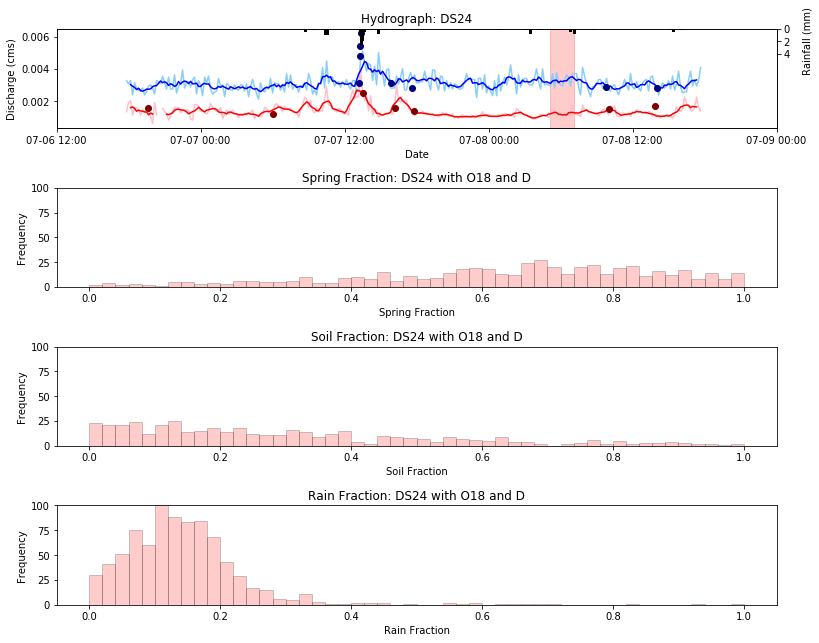 Hydrograph: DS24
Discharge (cms)
0.006
0.004
0.002
0
2
4
Rainfall (mm)
07-06 12:00 07-07 00:00 07-07 12:00 07-08 00:00 07-08 12:00 07-09 00:00
Date
Spring Fraction: DS24 with O18 and D
Frequency
100
75
50
25
0
0.0 0.2 0.4 0.6 0.8 1.0
Spring Fraction
Soil Fraction: DS24 with O18 and D
Frequency
100
75
50
25
0
0.0 0.2 0.4 0.6 0.8 1.0
Soil Fraction
Rain Fraction: DS24 with O18 and D
Frequency
100
75
50
25
0
0.0 0.2 0.4 0.6 0.8 1.0
Rain Fraction